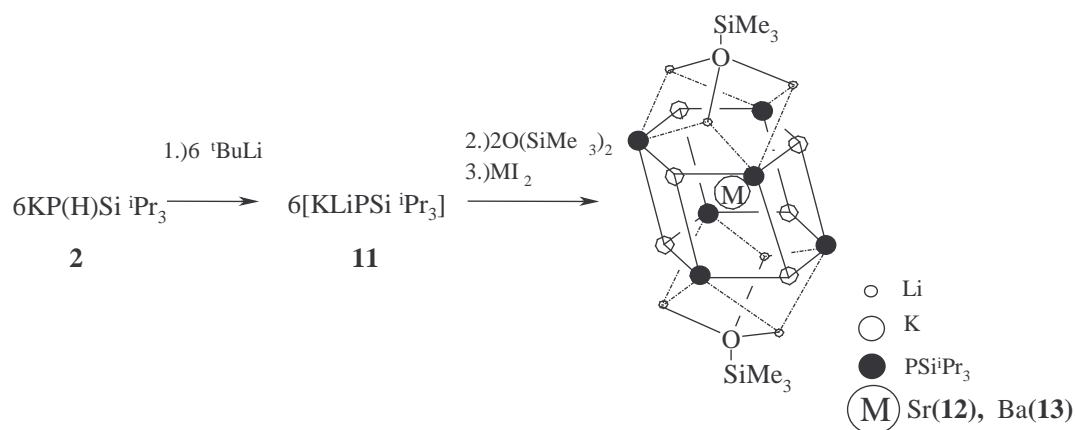 SiMe₃
O
1.)6 ᵗBuLi
2.)2O(SiMe ₃)₂
3.)MI ₂
6KP(H)Si ⁱPr₃
6[KLiPSi ⁱPr₃]
M
2
11
O
SiMe₃
Li
K
PSiⁱPr₃
M Sr(12), Ba(13)